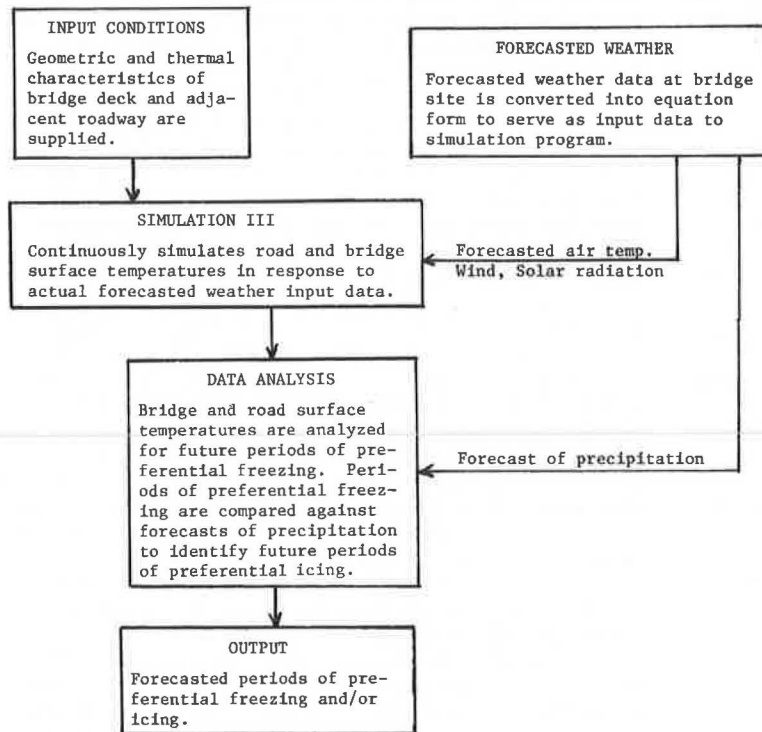 INPUT CONDITIONS
Geometric and thermal
characteristics of
bridge deck and adja-
cent roadway are
supplied.
FORECASTED WEATHER
Forecasted weather data at bridge
site is converted into equation
form to serve as input data to
simulation program.
SIMULATION III
Continuously simulates road and bridge
surface temperatures in response to
actual forecasted weather input data.
Forecasted air temp.
Wind, Solar radiation
DATA ANALYSIS
Bridge and road surface
temperatures are analyzed
for future periods of pre-
ferential freezing. Peri-
ods of preferential freez-
ing are compared against
forecasts of precipitation
to identify future periods
of preferential icing.
Forecast of precipitation
OUTPUT
Forecasted periods of pre-
ferential freezing and/or
icing.